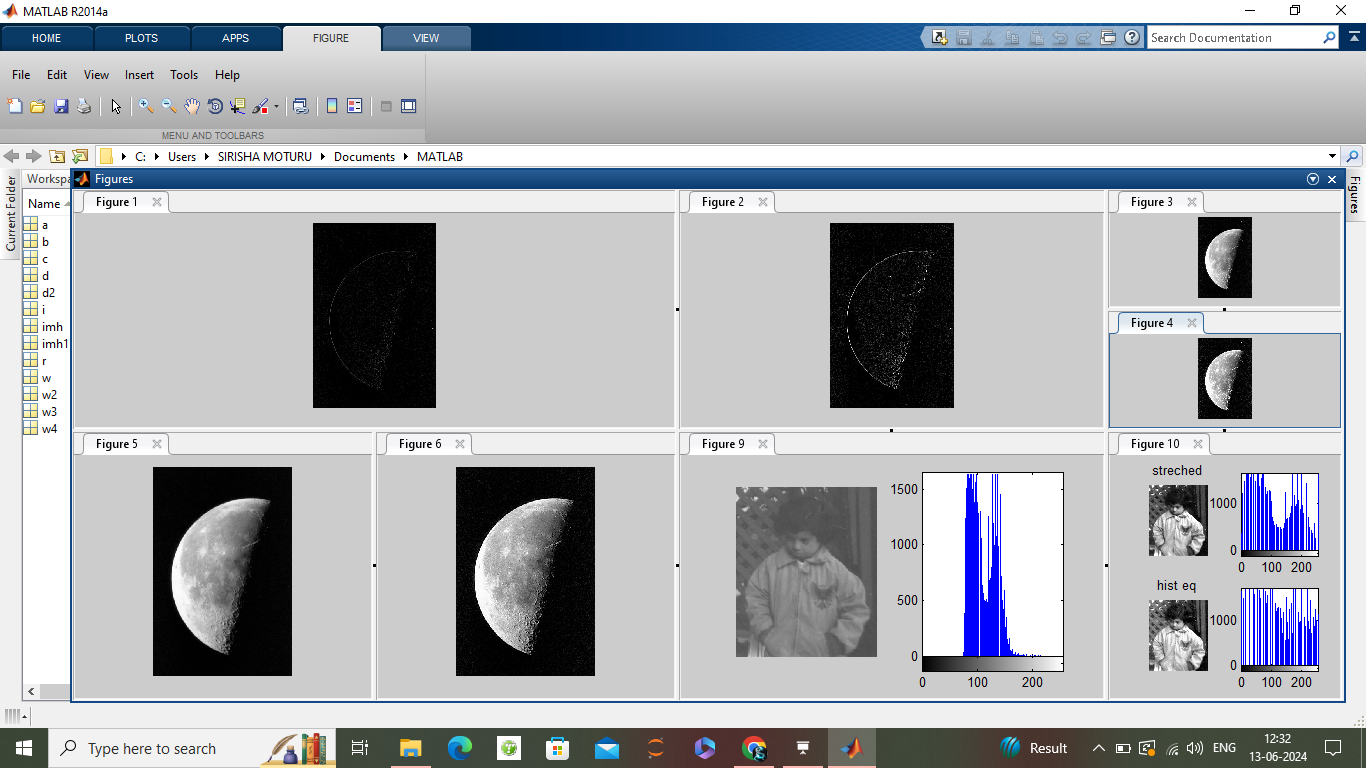 MATLAB R2014a
HOME PLOTS APPS FIGURE VIEW
Search Documentation
File Edit View Insert Tools Help
MENU AND TOOLBARS
C: Users SIRISHA MOTURU Documents MATLAB
Current Folder
Workspa
Figures
Figures
Name
a
b
c
d
d2
i
imh
imh1
r
w
w2
w3
w4
Figure 1
Figure 2
Figure 3
Figure 4
Figure 5
Figure 6
Figure 9
1500
1000
500
0
0 100 200
Figure 10
streched
1000
0
0 100 200
hist eq
1000
0
0 100 200
Type here to search
Result
ENG
12:32
13-06-2024